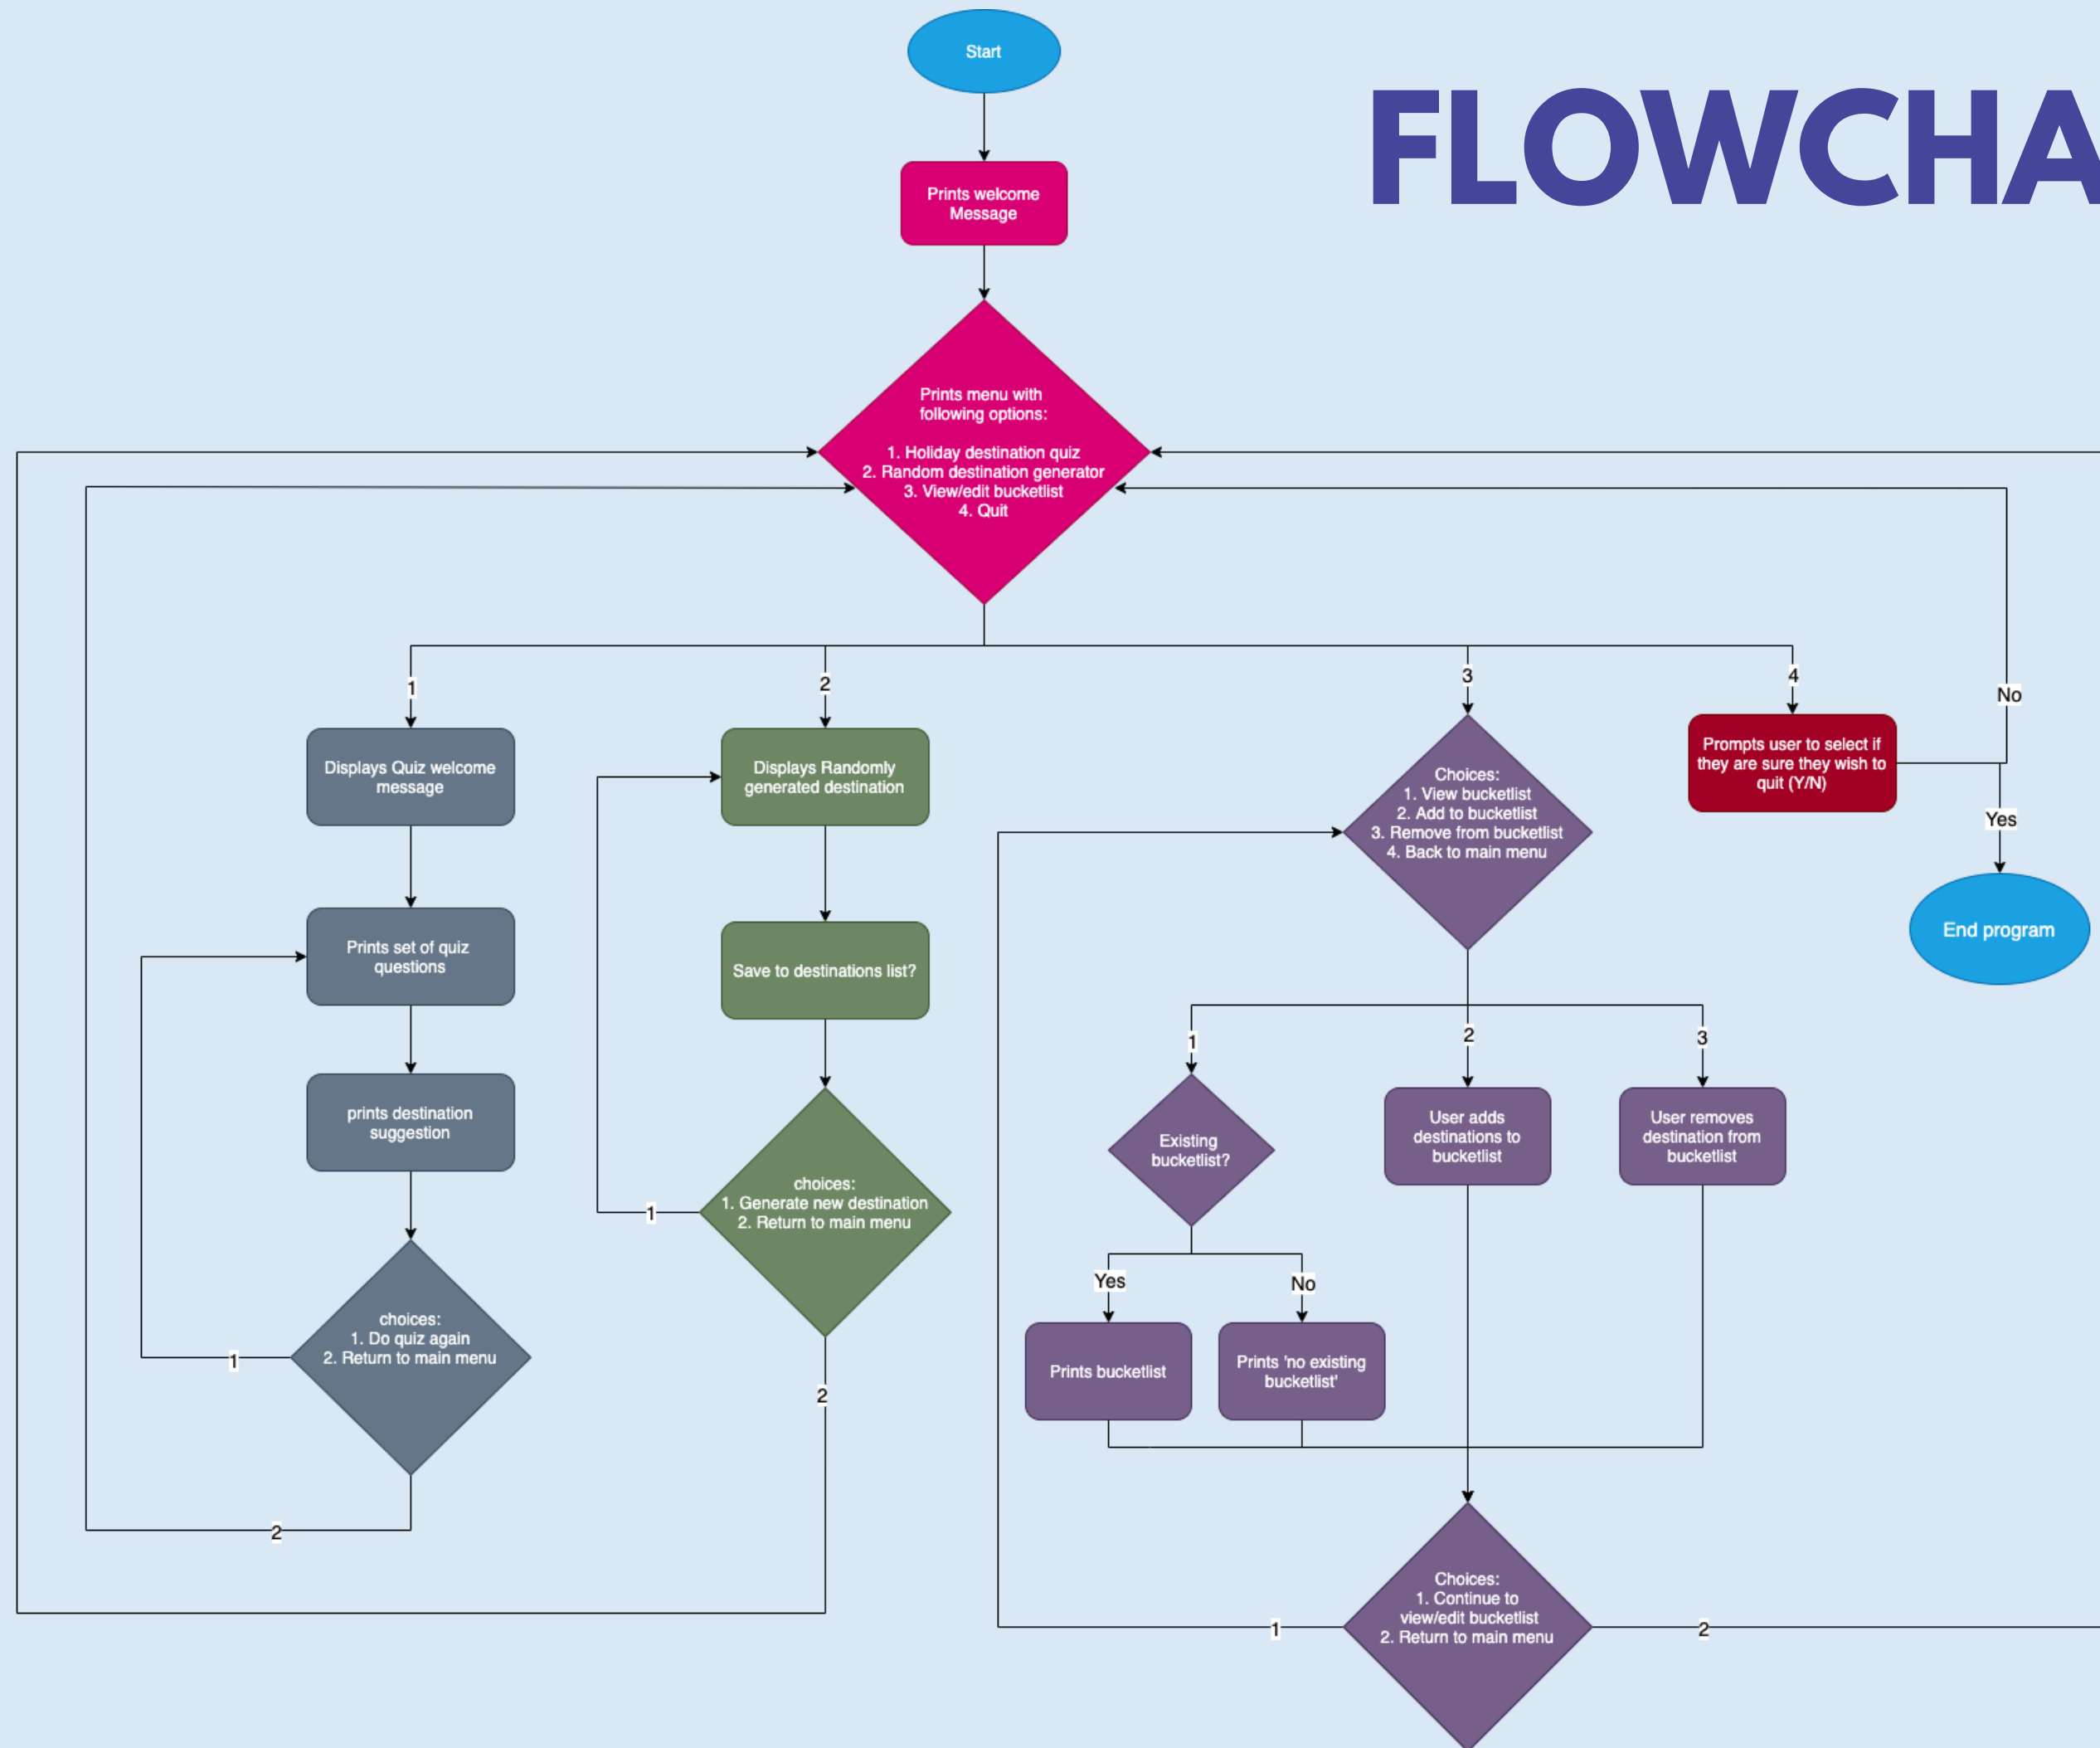 Start
FLOWCHA
Prints welcome
Message
Prints menu with
following options:
1. Holiday destination quiz
2. Random destination generator
3. View/edit bucketlist
4. Quit
1
2
3
4
No
Displays Quiz welcome
message
Displays Randomly
generated destination
Choices:
1. View bucketlist
2. Add to bucketlist
3. Remove from bucketlist
4. Back to main menu
Prompts user to select if
they are sure they wish to
quit (Y/N)
Yes
End program
Prints set of quiz
questions
Save to destinations list?
1
2
3
prints destination
suggestion
choices:
1. Generate new destination
2. Return to main menu
1
Existing
bucketlist?
User adds
destinations to
bucketlist
User removes
destination from
bucketlist
Yes
No
choices:
1. Do quiz again
2. Return to main menu
1
2
Prints bucketlist
Prints 'no existing
bucketlist'
2
Choices:
1. Continue to
view/edit bucketlist
2. Return to main menu
1
2